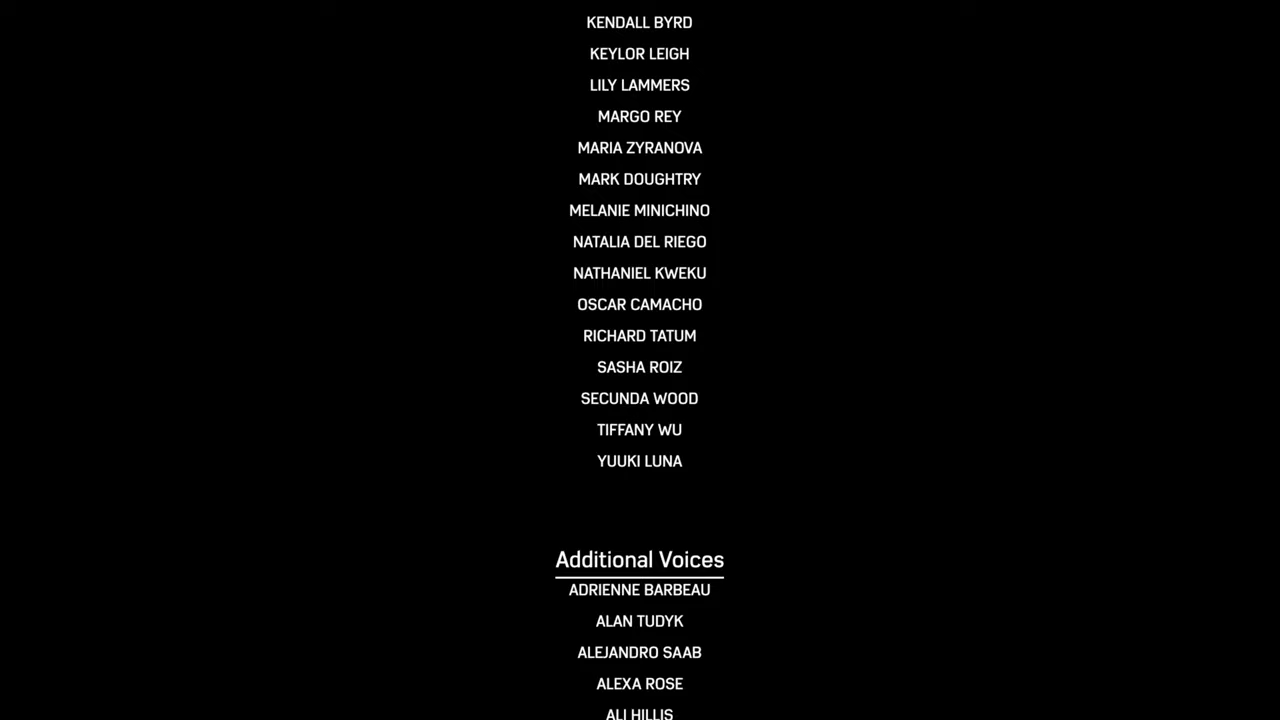 KENDALL BYRD
KEYLOR LEIGH
LILY LAMMERS
MARGO REY
MARIA ZYRANOVA
MARK DOUGHTRY
MELANIE MINICHINO
NATALIA DEL RIEGO
NATHANIEL KWEKU
OSCAR CAMACHO
RICHARD TATUM
SASHA ROIZ
SECUNDA WOOD
TIFFANY WU
YUUKI LUNA
Additional Voices
ADRIENNE BARBEAU
ALAN TUDYK
ALEJANDRO SAAB
ALEXA ROSE
ALI HILLIS